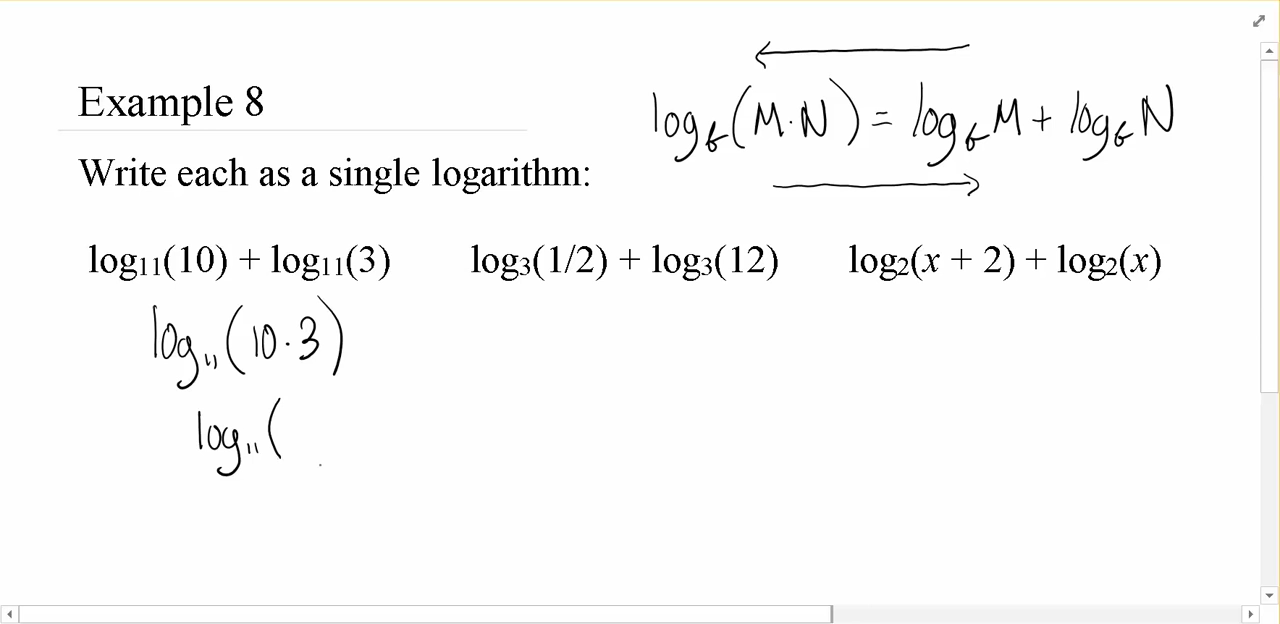 Example 8
log_b(M·N) = log_b M + log_b N
Write each as a single logarithm:
log₁₁(10) + log₁₁(3) log₃(1/2) + log₃(12) log₂(x + 2) + log₂(x)
log₁₁(10·3)
log₁₁(